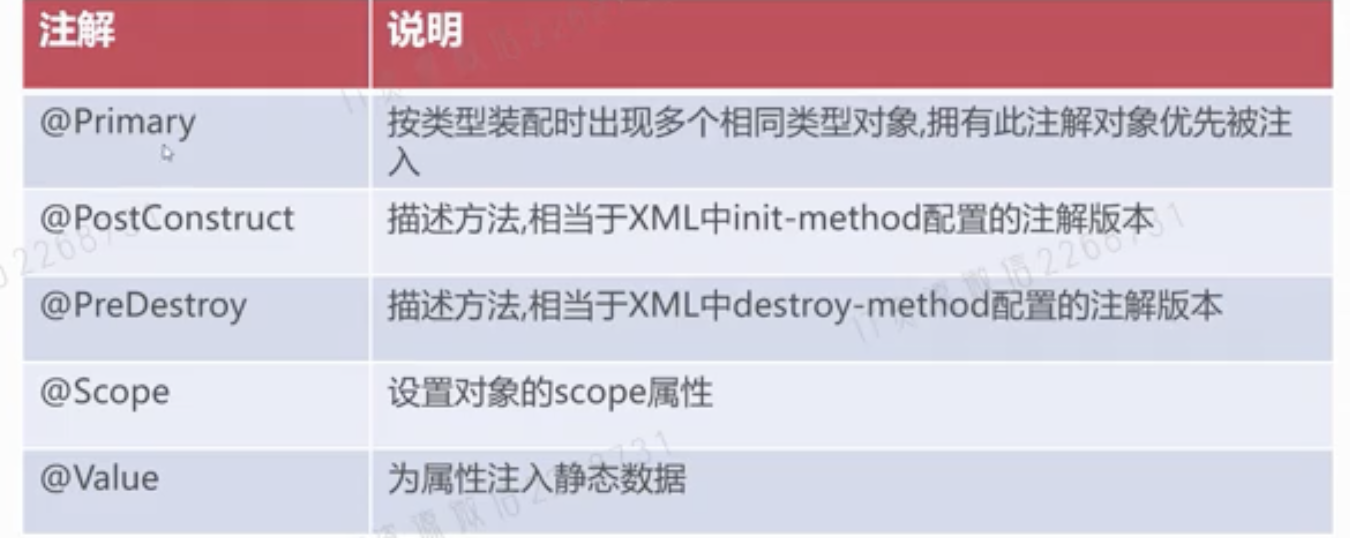 注解
说明
@Primary
按类型装配时出现多个相同类型对象,拥有此注解对象优先被注
入
@PostConstruct
描述方法,相当于XML中init-method配置的注解版本
@PreDestroy
描述方法,相当于XML中destroy-method配置的注解版本
@Scope
设置对象的scope属性
@Value
为属性注入静态数据